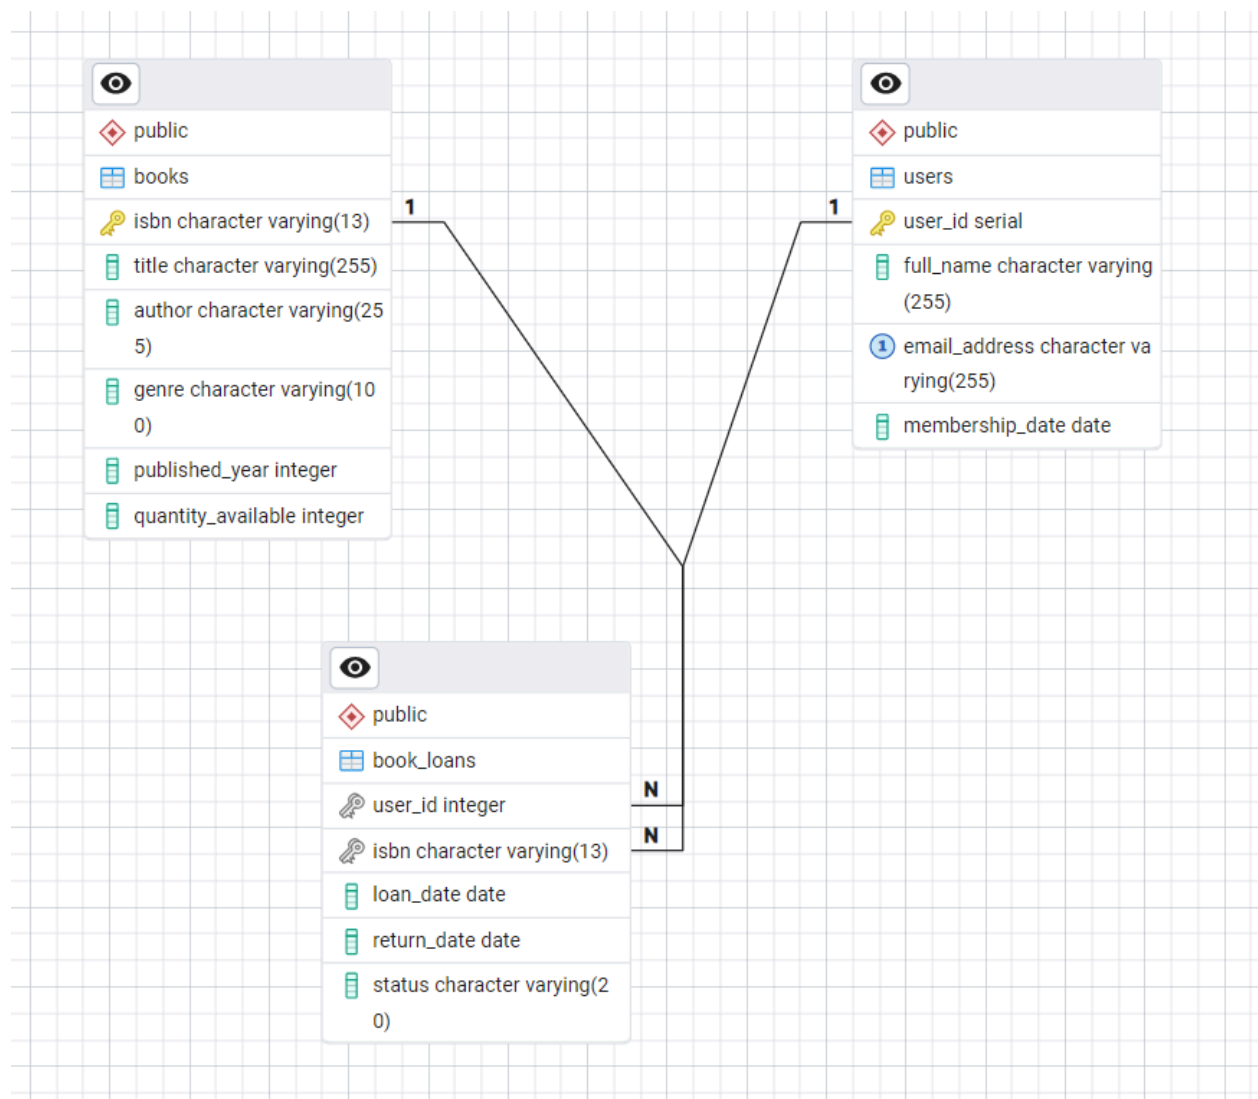 public
books
isbn character varying(13)
title character varying(255)
author character varying(25
5)
genre character varying(10
0)
published_year integer
quantity_available integer
1
1
public
users
user_id serial
full_name character varying
(255)
1
email_address character va
rying(255)
membership_date date
public
book_loans
user_id integer
isbn character varying(13)
loan_date date
return_date date
status character varying(2
0)
N
N